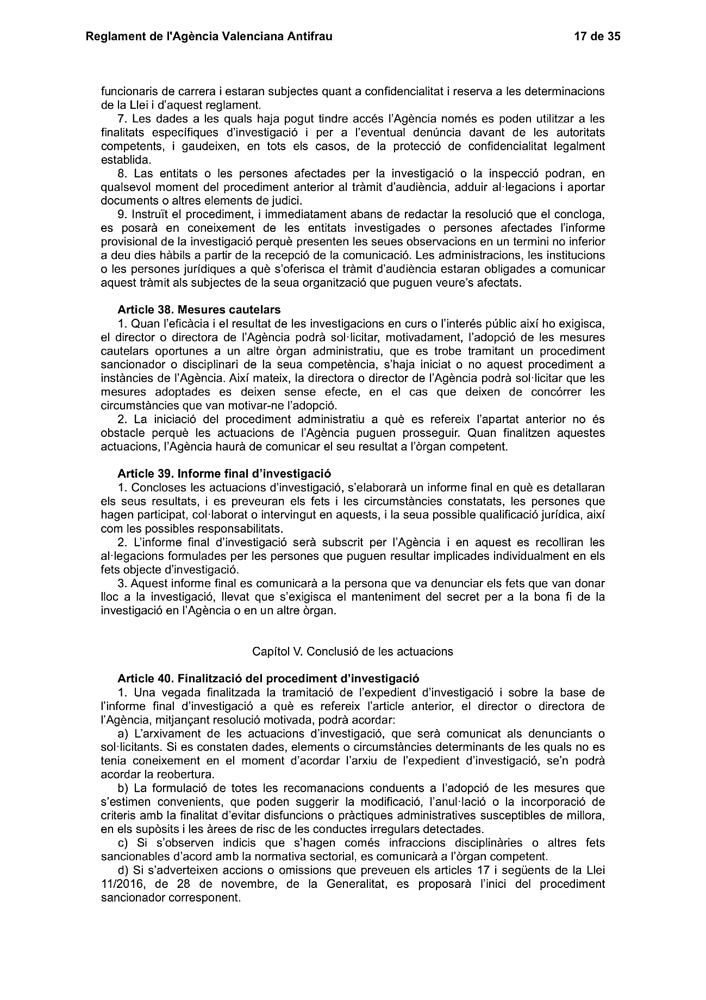 Reglament de l'Agència Valenciana Antifrau 17 de 35
funcionaris de carrera i estaran subjectes quant a confidencialitat i reserva a les determinacions
de la Llei i d’aquest reglament.
7. Les dades a les quals haja pogut tindre accés l’Agència només es poden utilitzar a les
finalitats específiques d’investigació i per a l’eventual denúncia davant de les autoritats
competents, i gaudeixen, en tots els casos, de la protecció de confidencialitat legalment
establida.
8. Las entitats o les persones afectades per la investigació o la inspecció podran, en
qualsevol moment del procediment anterior al tràmit d’audiència, adduir al·legacions i aportar
documents o altres elements de judici.
9. Instruït el procediment, i immediatament abans de redactar la resolució que el concloga,
es posarà en coneixement de les entitats investigades o persones afectades l’informe
provisional de la investigació perquè presenten les seues observacions en un termini no inferior
a deu dies hàbils a partir de la recepció de la comunicació. Les administracions, les institucions
o les persones jurídiques a què s’oferisca el tràmit d’audiència estaran obligades a comunicar
aquest tràmit als subjectes de la seua organització que puguen veure’s afectats.
Article 38. Mesures cautelars
1. Quan l’eficàcia i el resultat de les investigacions en curs o l’interés públic així ho exigisca,
el director o directora de l’Agència podrà sol·licitar, motivadament, l’adopció de les mesures
cautelars oportunes a un altre òrgan administratiu, que es trobe tramitant un procediment
sancionador o disciplinari de la seua competència, s’haja iniciat o no aquest procediment a
instàncies de l’Agència. Així mateix, la directora o director de l’Agència podrà sol·licitar que les
mesures adoptades es deixen sense efecte, en el cas que deixen de concórrer les
circumstàncies que van motivar-ne l’adopció.
2. La iniciació del procediment administratiu a què es refereix l’apartat anterior no és
obstacle perquè les actuacions de l’Agència puguen prosseguir. Quan finalitzen aquestes
actuacions, l’Agència haurà de comunicar el seu resultat a l’òrgan competent.
Article 39. Informe final d’investigació
1. Concloses les actuacions d’investigació, s’elaborarà un informe final en què es detallaran
els seus resultats, i es preveuran els fets i les circumstàncies constatats, les persones que
hagen participat, col·laborat o intervingut en aquests, i la seua possible qualificació jurídica, així
com les possibles responsabilitats.
2. L’informe final d’investigació serà subscrit per l’Agència i en aquest es recolliran les
al·legacions formulades per les persones que puguen resultar implicades individualment en els
fets objecte d’investigació.
3. Aquest informe final es comunicarà a la persona que va denunciar els fets que van donar
lloc a la investigació, llevat que s’exigisca el manteniment del secret per a la bona fi de la
investigació en l’Agència o en un altre òrgan.
Capítol V. Conclusió de les actuacions
Article 40. Finalització del procediment d’investigació
1. Una vegada finalitzada la tramitació de l’expedient d’investigació i sobre la base de
l’informe final d’investigació a què es refereix l’article anterior, el director o directora de
l’Agència, mitjançant resolució motivada, podrà acordar:
a) L’arxivament de les actuacions d’investigació, que serà comunicat als denunciants o
sol·licitants. Si es constaten dades, elements o circumstàncies determinants de les quals no es
tenia coneixement en el moment d’acordar l’arxiu de l’expedient d’investigació, se’n podrà
acordar la reobertura.
b) La formulació de totes les recomanacions conduents a l’adopció de les mesures que
s’estimen convenients, que poden suggerir la modificació, l’anul·lació o la incorporació de
criteris amb la finalitat d’evitar disfuncions o pràctiques administratives susceptibles de millora,
en els supòsits i les àrees de risc de les conductes irregulars detectades.
c) Si s’observen indicis que s’hagen comés infraccions disciplinàries o altres fets
sancionables d’acord amb la normativa sectorial, es comunicarà a l’òrgan competent.
d) Si s’adverteixen accions o omissions que preveuen els articles 17 i següents de la Llei
11/2016, de 28 de novembre, de la Generalitat, es proposarà l’inici del procediment
sancionador corresponent.